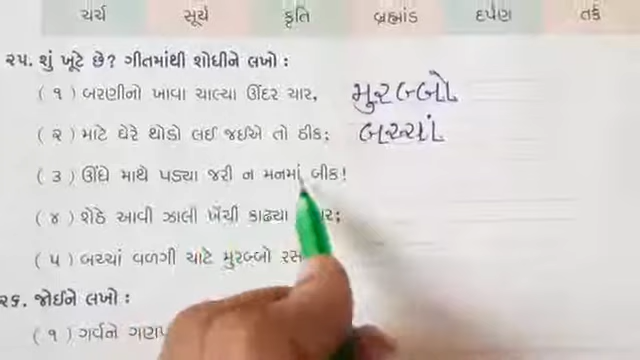 ચર્ચ સૂર્ય કૃતિ બ્રહ્માંડ દર્પણ તર્ક
૨૫. શું ખૂટે છે? ગીતમાંથી શોધીને લખો :
(૧) બરણીનો ખાવા ચાલ્યા ઊંદર ચાર, મુરબ્બો
(૨) માટે ઘેરે થોડો લઈ જઈએ તો ઠીક; બચ્ચાં
(૩) ઊંધે માથે પડ્યા જરી ન મનમાં બીક!
(૪) શેઠે આવી ઝાલી ખેંચી કાઢ્યા
(૫) બચ્ચાં વળગી ચાટે મુરબ્બો રસ
૨૬. જોઈને લખો :
(૧) ગર્વને